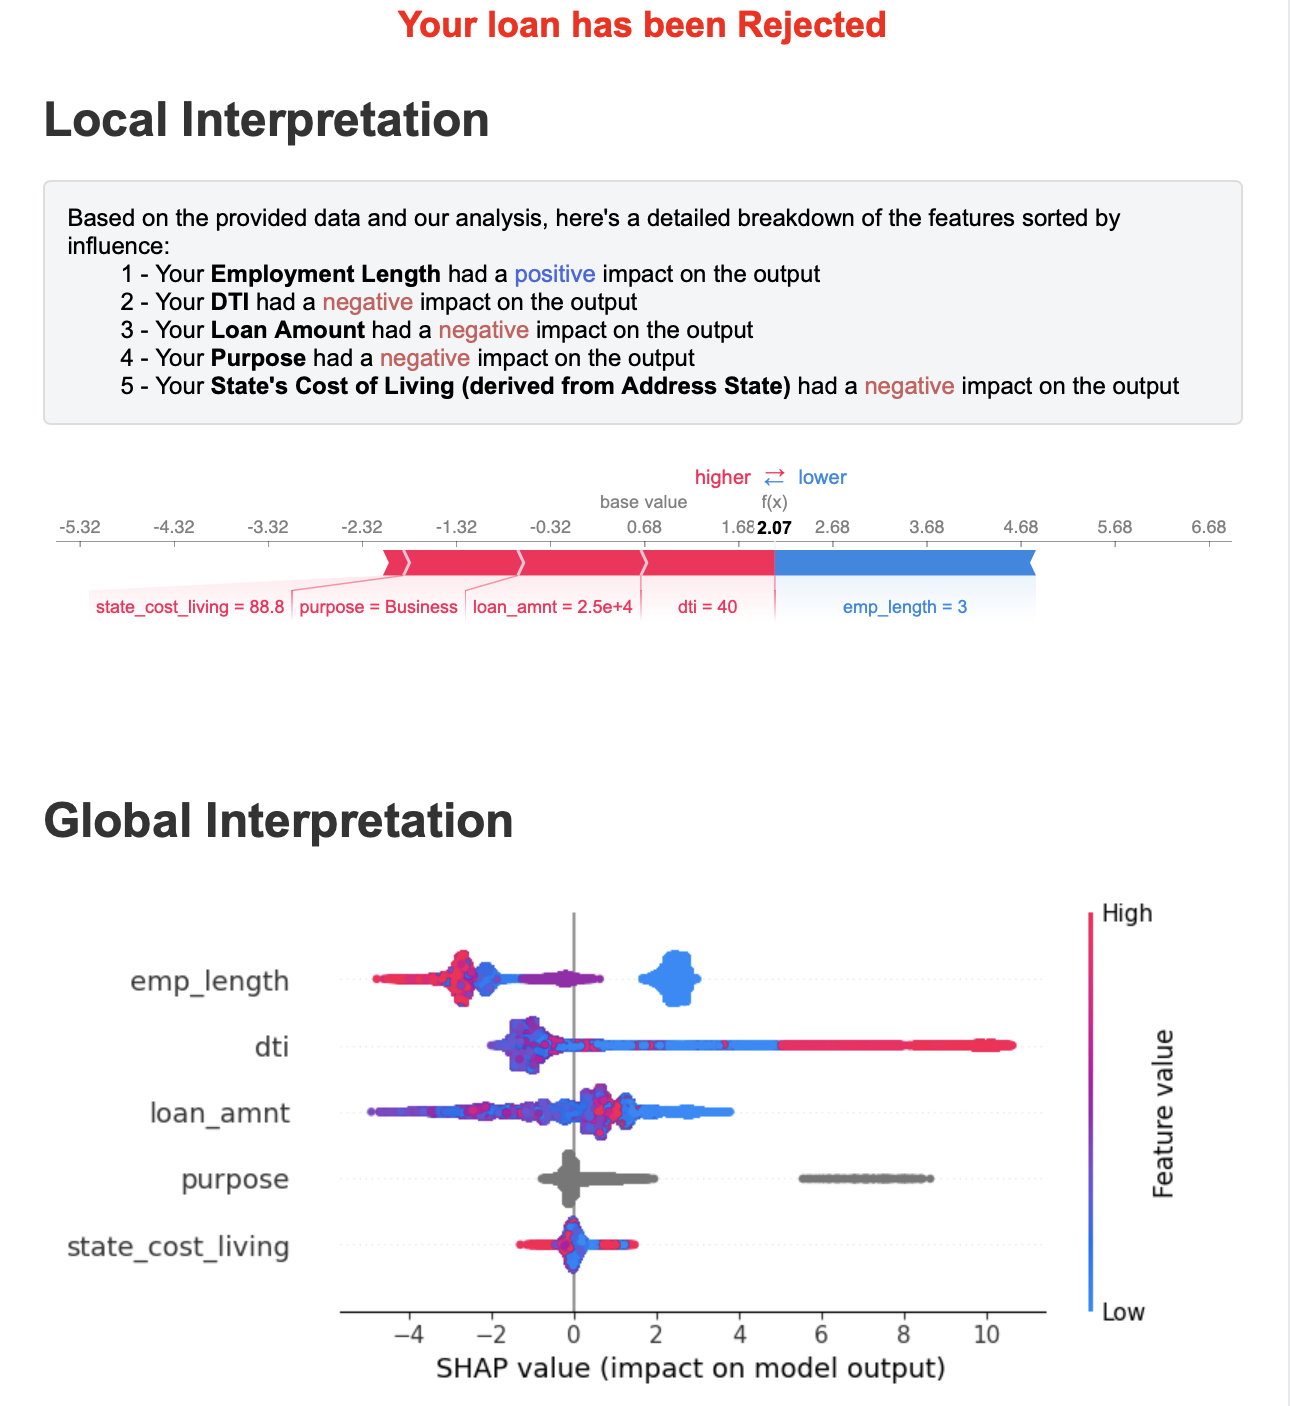 Your loan has been Rejected
Local Interpretation
Based on the provided data and our analysis, here's a detailed breakdown of the features sorted by
influence:
1 - Your Employment Length had a positive impact on the output
2 - Your DTI had a negative impact on the output
3 - Your Loan Amount had a negative impact on the output
4 - Your Purpose had a negative impact on the output
5 - Your State's Cost of Living (derived from Address State) had a negative impact on the output
higher ⇄ lower
base value f(x)
-5.32 -4.32 -3.32 -2.32 -1.32 -0.32 0.68 1.68 2.07 2.68 3.68 4.68 5.68 6.68
state_cost_living = 88.8 purpose = Business loan_amnt = 2.5e+4 dti = 40 emp_length = 3
Global Interpretation
High
emp_length
dti
loan_amnt
purpose
state_cost_living
Feature value
Low
−4 −2 0 2 4 6 8 10
SHAP value (impact on model output)